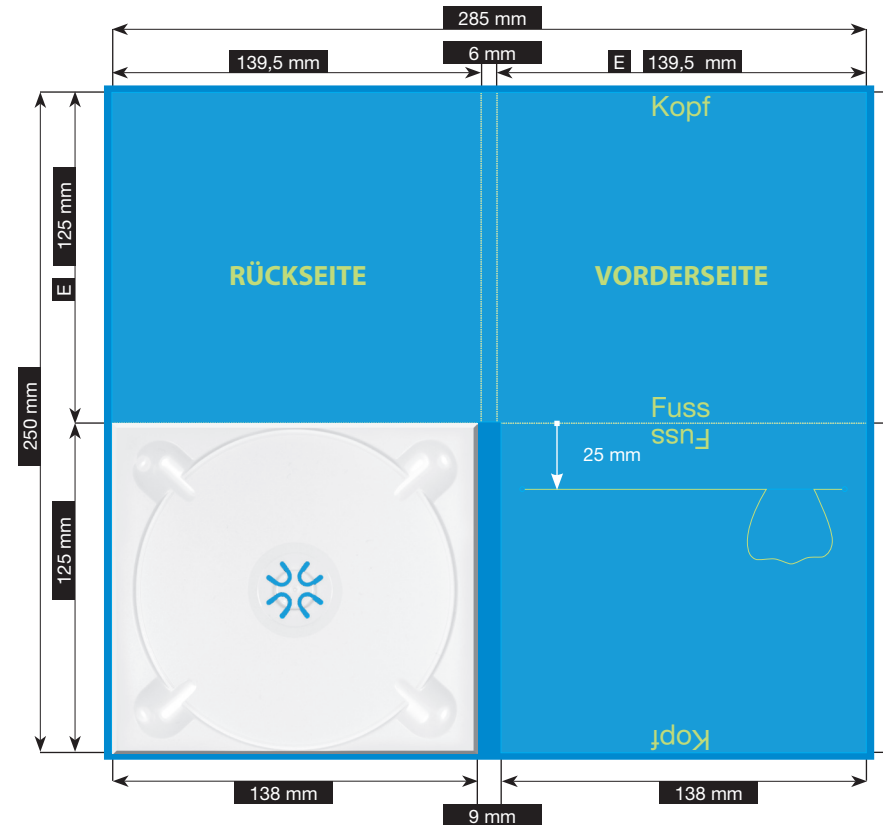 285 mm
139,5 mm
6 mm
E 139,5 mm
Kopf
125 mm
E
RÜCKSEITE
VORDERSEITE
250 mm
Fuss
Fuss
25 mm
125 mm
Kopf
138 mm
9 mm
138 mm